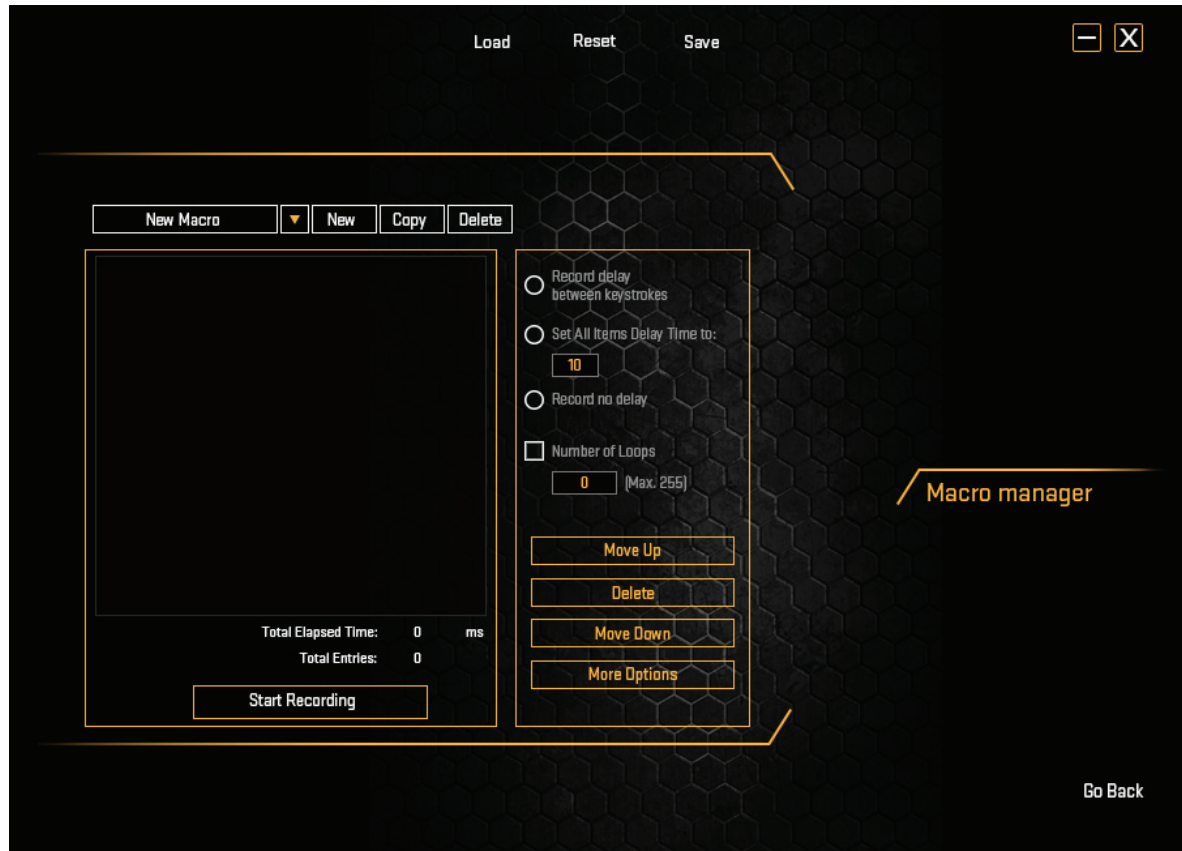 Load Reset Save X
New Macro New Copy Delete
Record delay
between keystrokes
Set All Items Delay Time to:
10
Record no delay
Number of Loops
0 (Max. 255)
Move Up
Delete
Move Down
More Options
Total Elapsed Time: 0 ms
Total Entries: 0
Start Recording
Macro manager
Go Back